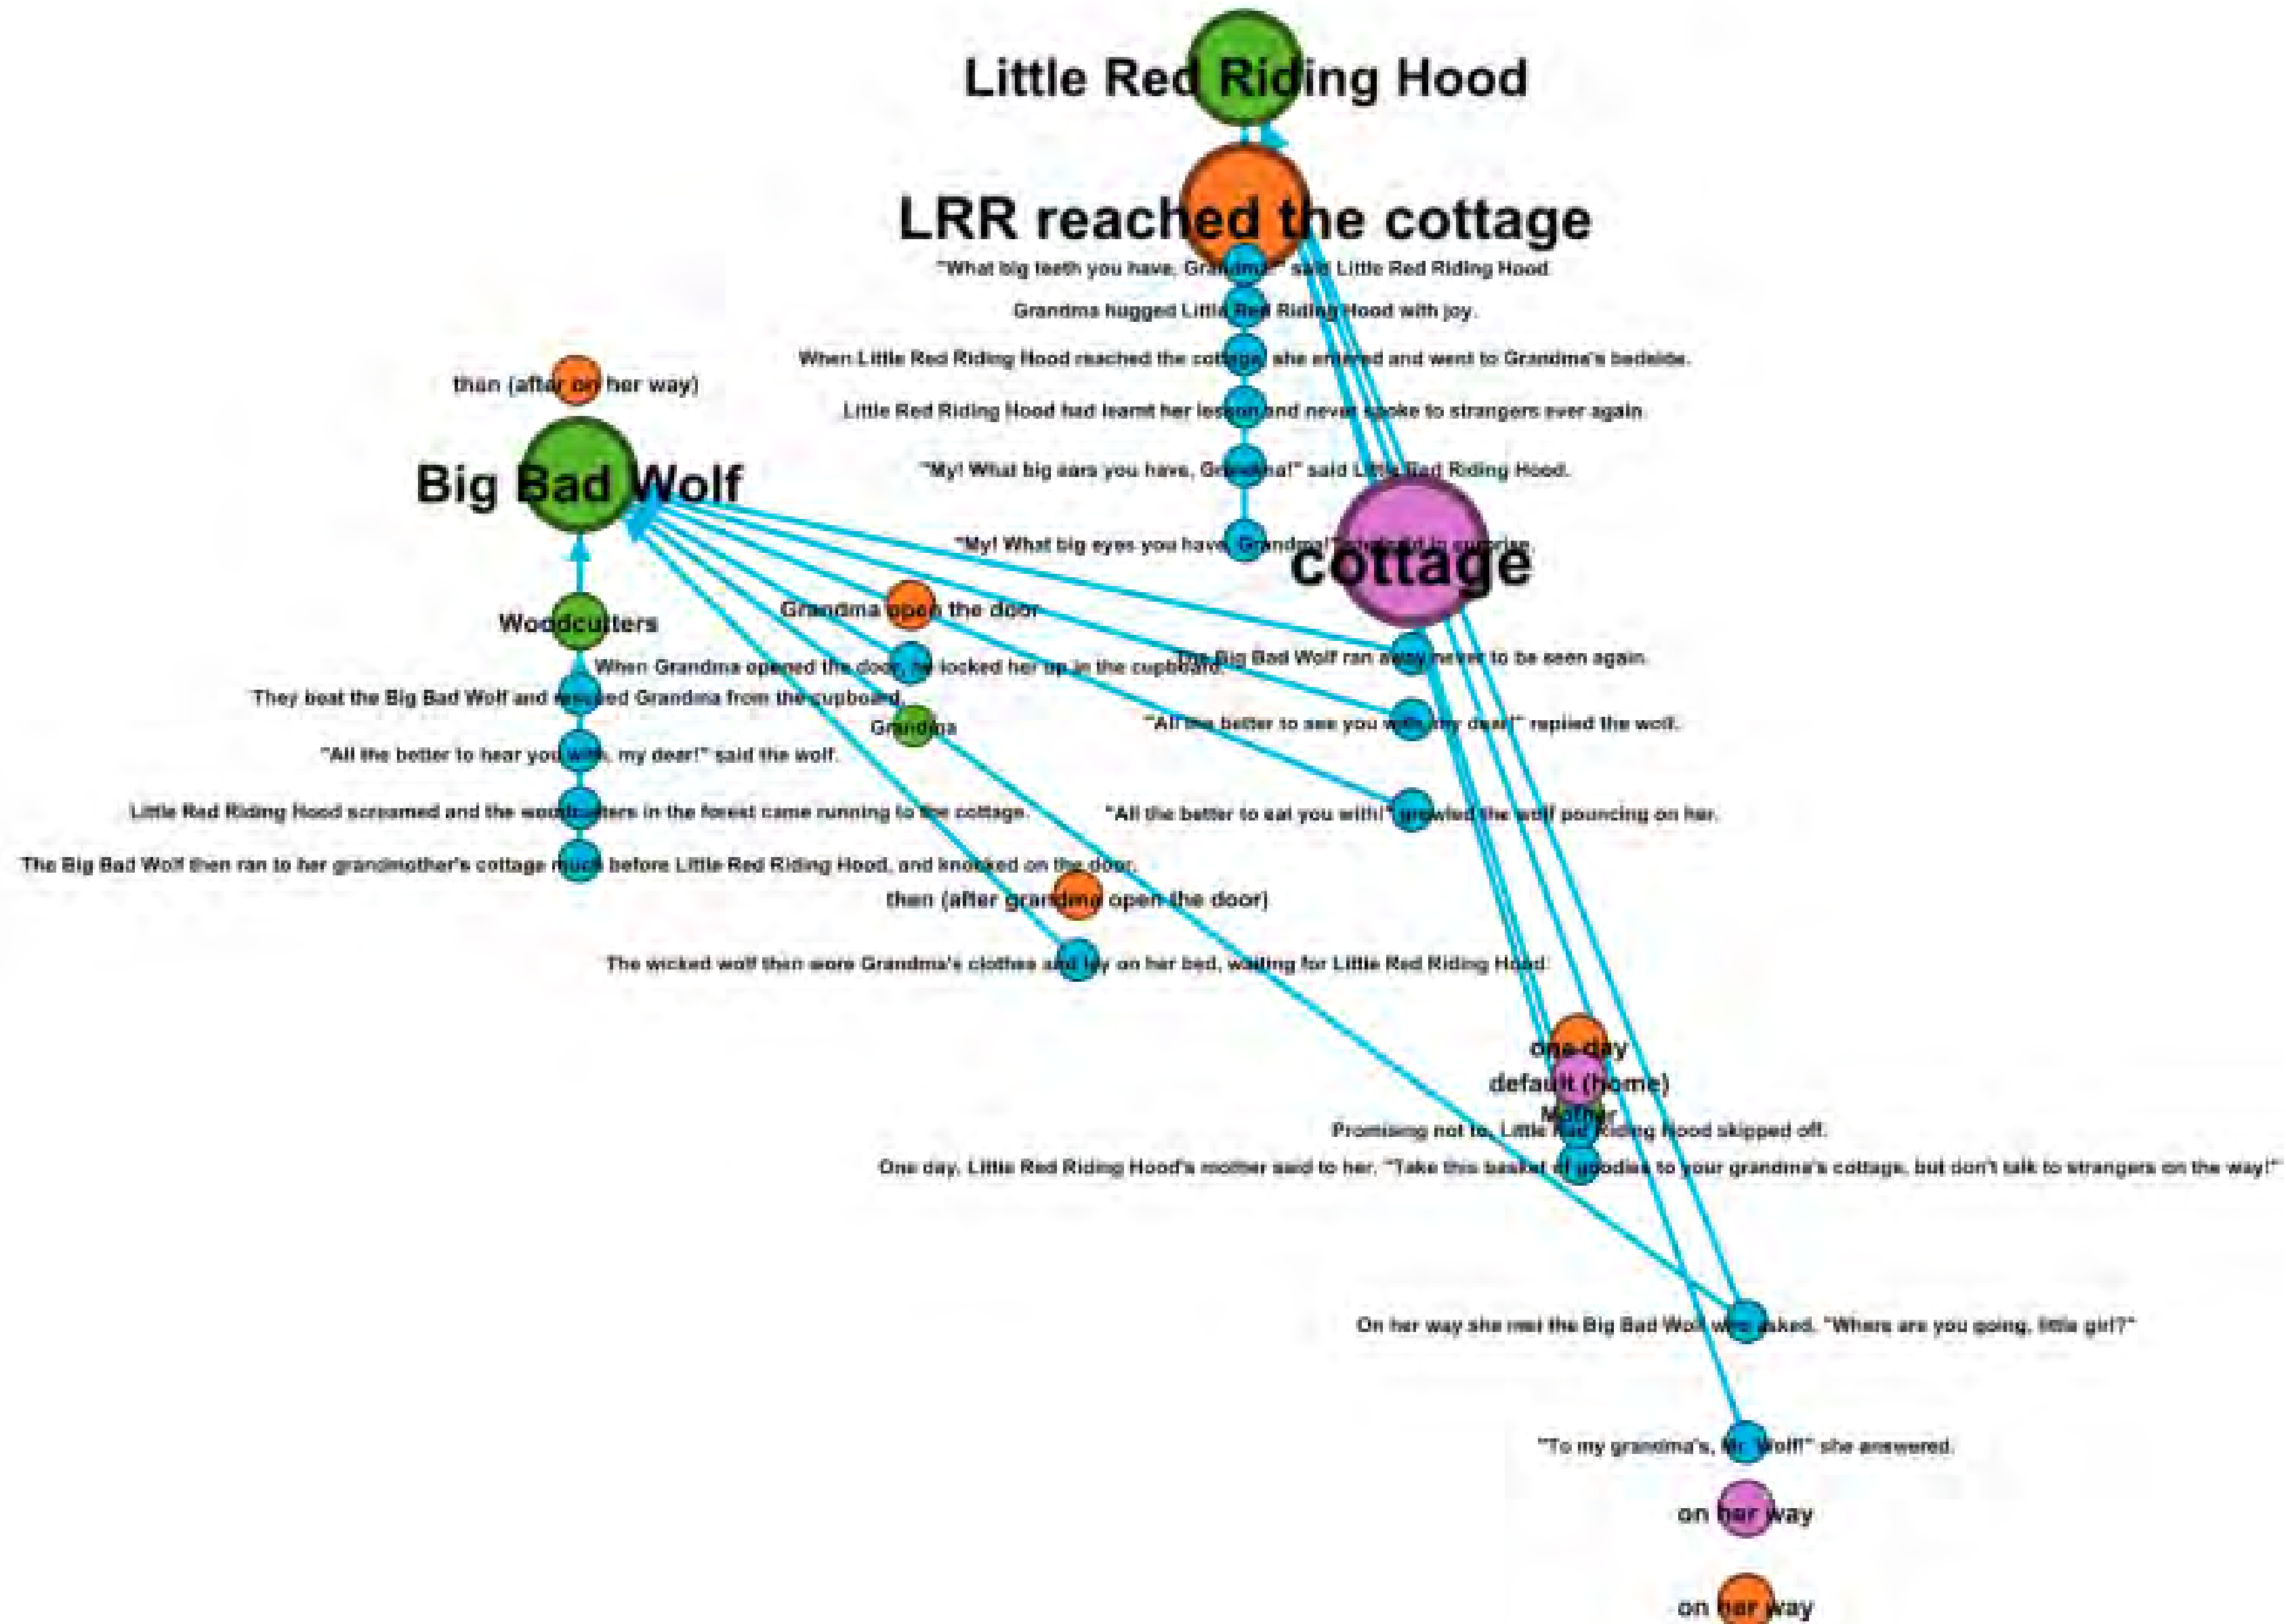 Little Red Riding Hood
LRR reached the cottage
"What big teeth you have, Grandma!" said Little Red Riding Hood
Grandma hugged Little Red Riding Hood with joy.
When Little Red Riding Hood reached the cottage, she entered and went to Grandma's bedside.
then (after on her way)
Little Red Riding Hood had learnt her lesson and never spoke to strangers ever again.
"My! What big ears you have, Grandma!" said Little Red Riding Hood.
Big Bad Wolf
"My! What big eyes you have, Grandma!" she said in surprise.
cottage
Grandma open the door
Woodcutters
The Big Bad Wolf ran away never to be seen again.
When Grandma opened the door, he locked her up in the cupboard.
They beat the Big Bad Wolf and rescued Grandma from the cupboard.
Grandma
"All the better to see you with, my dear!" replied the wolf.
"All the better to hear you with, my dear!" said the wolf.
Little Red Riding Hood screamed and the woodcutters in the forest came running to the cottage.
"All the better to eat you with!" growled the wolf pouncing on her.
The Big Bad Wolf then ran to her grandmother's cottage much before Little Red Riding Hood, and knocked on the door.
then (after grandma open the door)
The wicked wolf then wore Grandma's clothes and lay on her bed, waiting for Little Red Riding Hood.
one day
default (home)
Mother
Promising not to, Little Red Riding Hood skipped off.
One day, Little Red Riding Hood's mother said to her, "Take this basket of goodies to your grandma's cottage, but don't talk to strangers on the way!"
On her way she met the Big Bad Wolf who asked, "Where are you going, little girl?"
"To my grandma's, Mr. Wolf!" she answered.
on her way
on her way